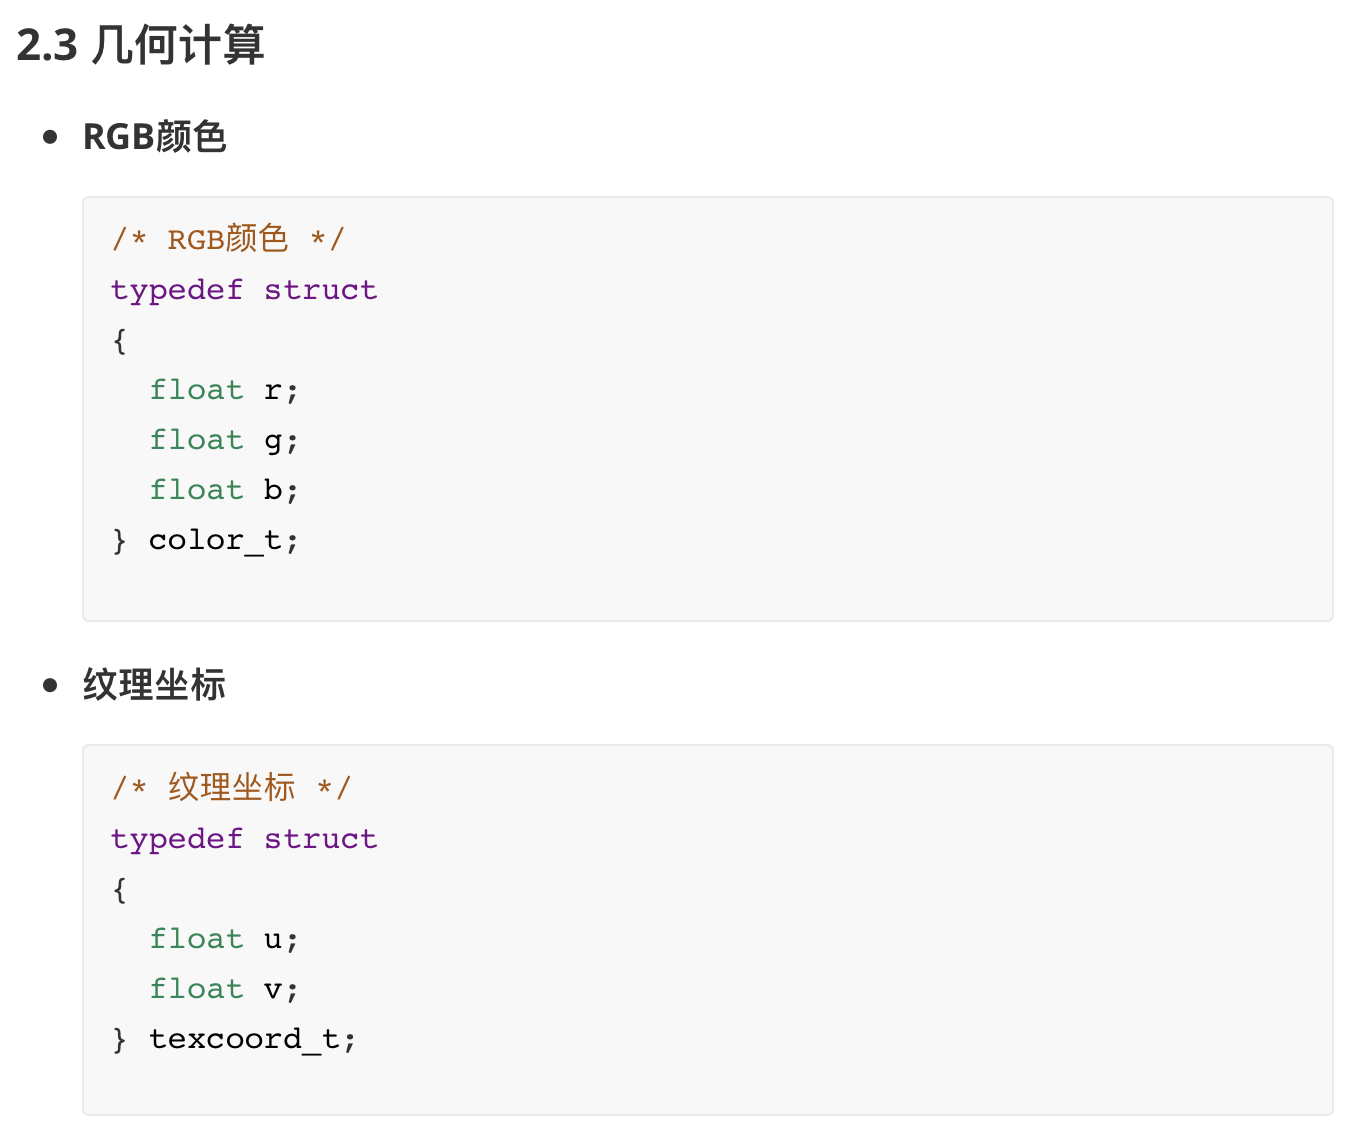 2.3 几何计算
• RGB颜色
/* RGB颜色 */
typedef struct
{
  float r;
  float g;
  float b;
} color_t;
• 纹理坐标
/* 纹理坐标 */
typedef struct
{
  float u;
  float v;
} texcoord_t;